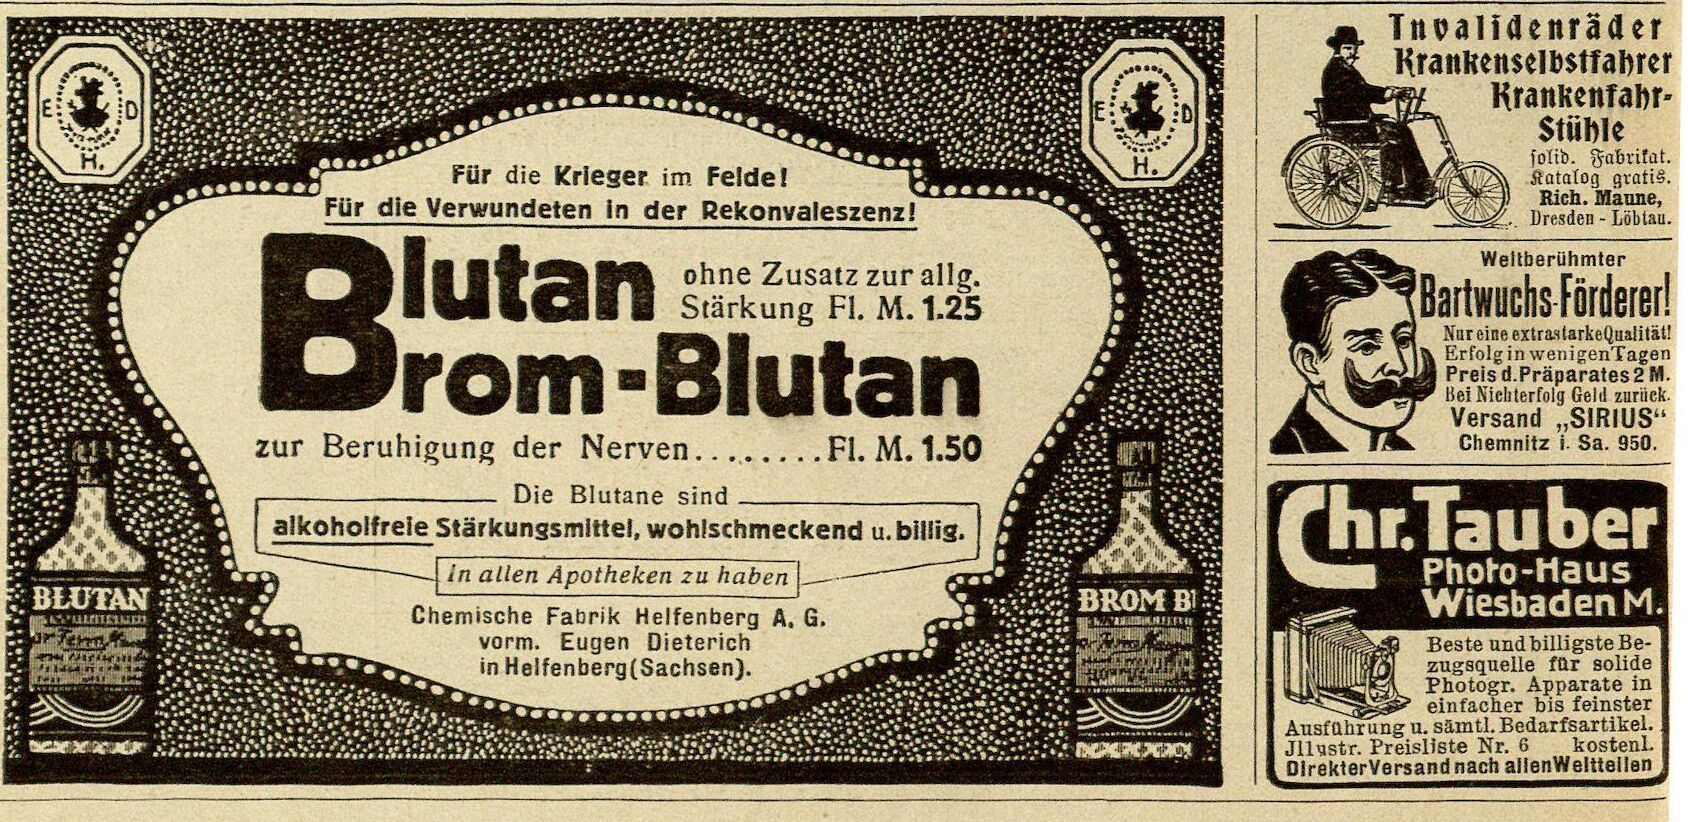 E D
H.
E D
H.
Für die Krieger im Felde!
Für die Verwundeten in der Rekonvaleszenz!
Blutan
ohne Zusatz zur allg.
Stärkung Fl. M. 1.25
Brom-Blutan
zur Beruhigung der Nerven........Fl. M. 1.50
Die Blutane sind
alkoholfreie Stärkungsmittel, wohlschmeckend u. billig.
In allen Apotheken zu haben
Chemische Fabrik Helfenberg A. G.
vorm. Eugen Dieterich
in Helfenberg (Sachsen).
BLUTAN
BROM B
Invalidenräder
Krankenselbstfahrer
Krankenfahr-
Stühle
solid. Fabrikat.
Katalog gratis.
Rich. Maune,
Dresden - Löbtau.
Weltberühmter
Bartwuchs-Förderer!
Nur eine extrastarke Qualität!
Erfolg in wenigen Tagen
Preis d. Präparates 2 M.
Bei Nichterfolg Geld zurück.
Versand „SIRIUS“
Chemnitz i. Sa. 950.
Chr. Tauber
Photo-Haus
Wiesbaden M.
Beste und billigste Be-
zugsquelle für solide
Photogr. Apparate in
einfacher bis feinster
Ausführung u. sämtl. Bedarfsartikel.
Jllustr. Preisliste Nr. 6 kostenl.
Direkter Versand nach allen Weltteilen